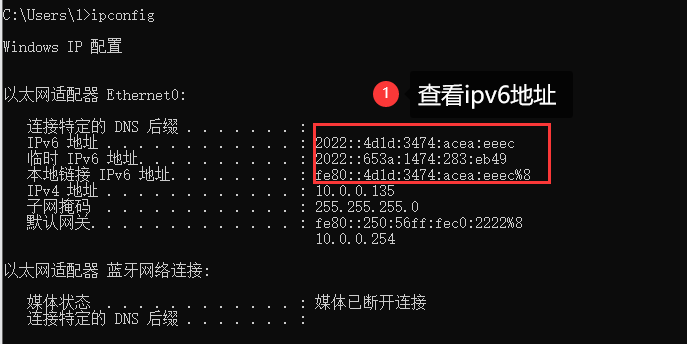 C:\Users\1>ipconfig
Windows IP 配置
以太网适配器 Ethernet0:
1 查看ipv6地址
连接特定的 DNS 后缀 . . . . . . . :
IPv6 地址 . . . . . . . . . . . . : 2022::4d1d:3474:acea:eeec
临时 IPv6 地址. . . . . . . . . . : 2022::653a:1474:283:eb49
本地链接 IPv6 地址. . . . . . . . : fe80::4d1d:3474:acea:eeec%8
IPv4 地址 . . . . . . . . . . . . : 10.0.0.135
子网掩码 . . . . . . . . . . . . : 255.255.255.0
默认网关. . . . . . . . . . . . . : fe80::250:56ff:fec0:2222%8
10.0.0.254
以太网适配器 蓝牙网络连接:
媒体状态 . . . . . . . . . . . . : 媒体已断开连接
连接特定的 DNS 后缀 . . . . . . . :